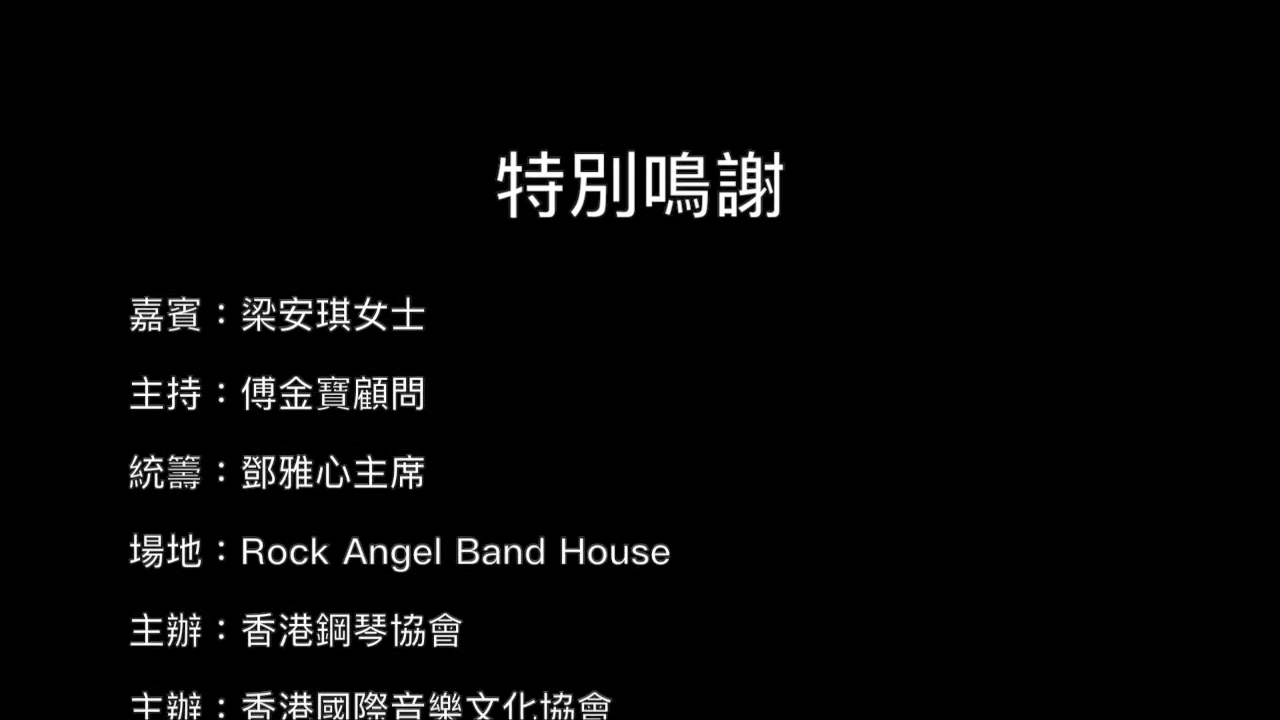 特別鳴謝
嘉賓：梁安琪女士
主持：傅金寶顧問
統籌：鄧雅心主席
場地：Rock Angel Band House
主辦：香港鋼琴協會
主辦：香港國際音樂文化協會